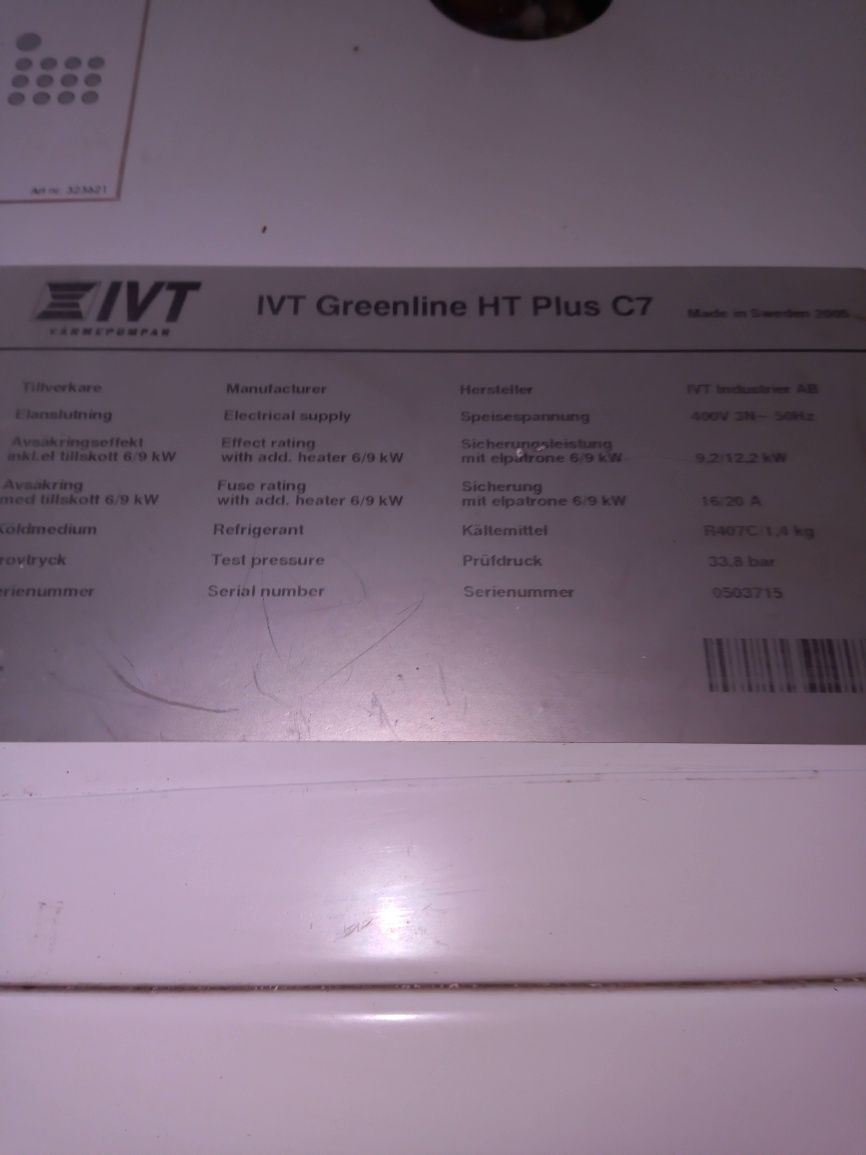 Art nr. 323621
IVT
VÄRMEPUMPAR
IVT Greenline HT Plus C7
Made in Sweden 2005
Tillverkare Manufacturer Hersteller IVT Industrier AB
Elanslutning Electrical supply Speisespannung 400V 3N~ 50Hz
Avsäkringseffekt Effect rating Sicherungsleistung
inkl.el tillskott 6/9 kW with add. heater 6/9 kW mit elpatrone 6/9 kW 9,2/12,2 kW
Avsäkring Fuse rating Sicherung
med tillskott 6/9 kW with add. heater 6/9 kW mit elpatrone 6/9 kW 16/20 A
Köldmedium Refrigerant Kältemittel R407C/1,4 kg
rovtryck Test pressure Prüfdruck 33,8 bar
erienummer Serial number Serienummer 0503715